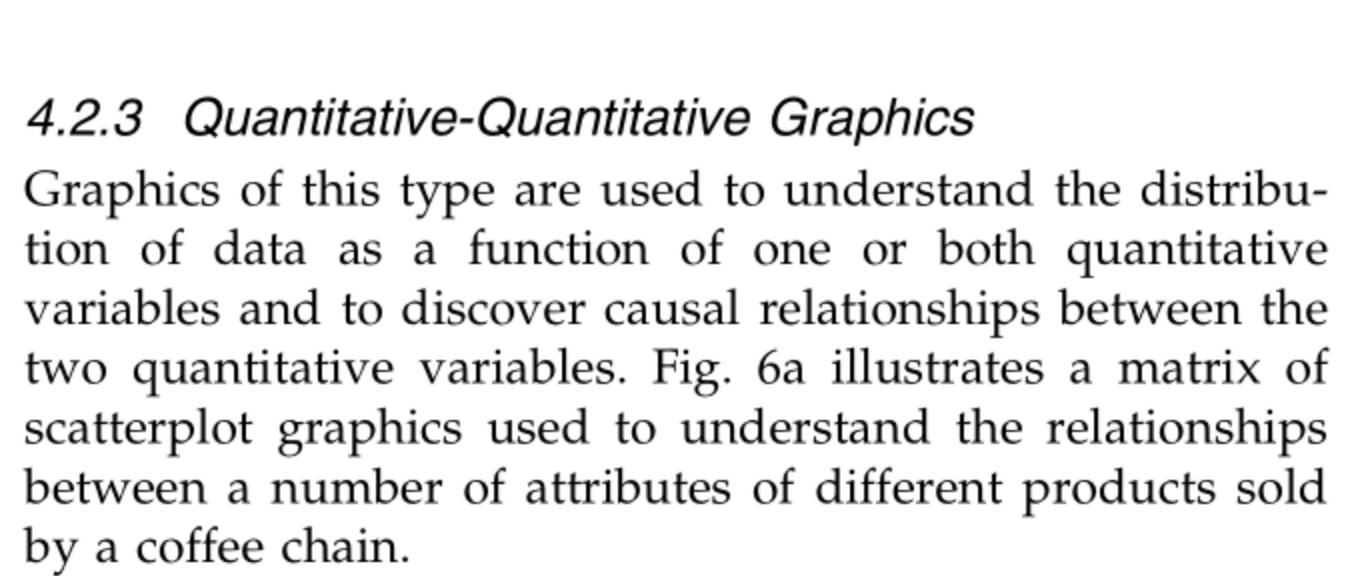 4.2.3 Quantitative-Quantitative Graphics
Graphics of this type are used to understand the distribu-
tion of data as a function of one or both quantitative
variables and to discover causal relationships between the
two quantitative variables. Fig. 6a illustrates a matrix of
scatterplot graphics used to understand the relationships
between a number of attributes of different products sold
by a coffee chain.